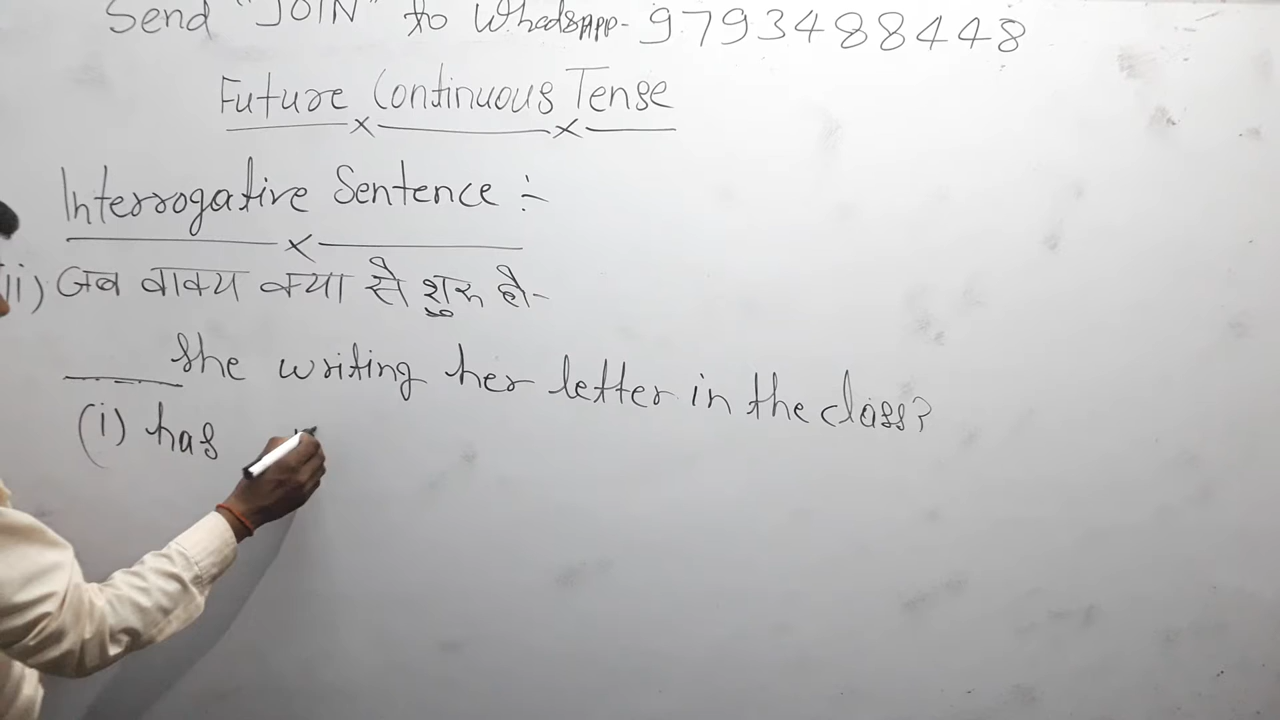 Send "JOIN" to WhatsApp- 9793488448
Future Continuous Tense
Interrogative Sentence :-
ii) जब वाक्य क्या से शुरू हो-
____ She writing her letter in the class?
(i) has